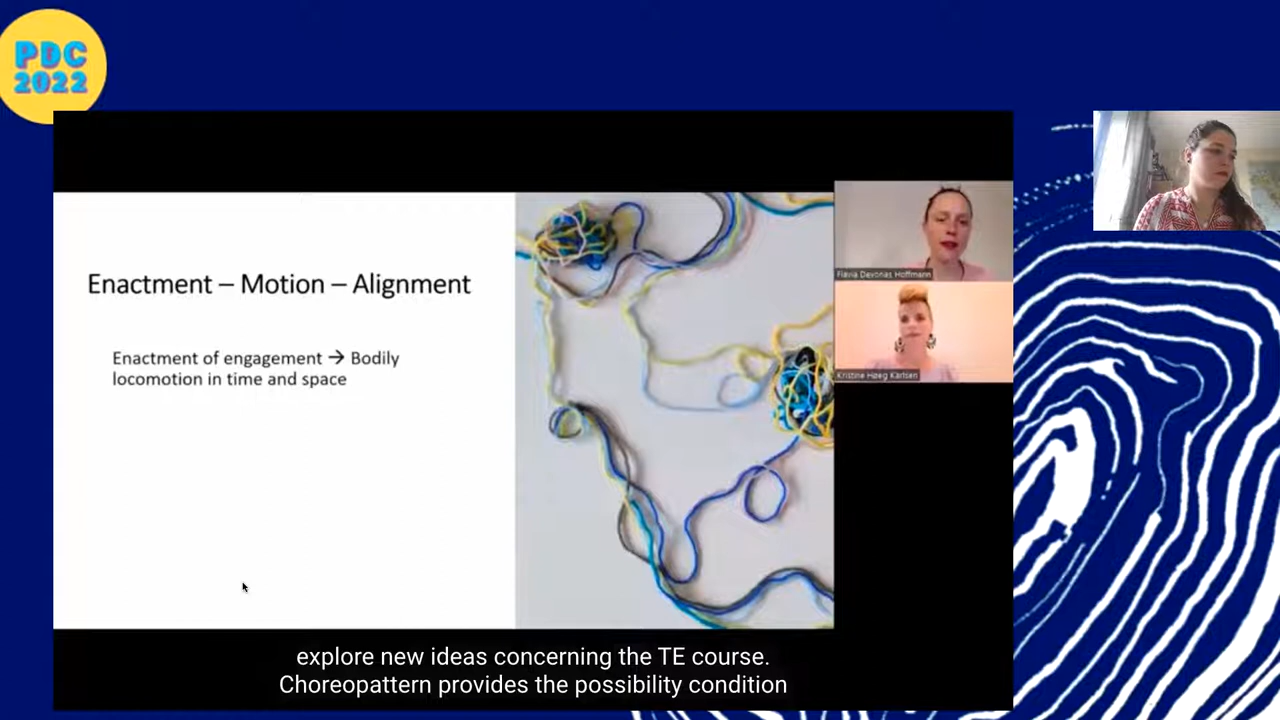 PDC
2022
Enactment – Motion – Alignment
Enactment of engagement → Bodily
locomotion in time and space
Flavia Devonas Hoffmann
Kristine Høeg Karlsen
explore new ideas concerning the TE course.
Choreopattern provides the possibility condition